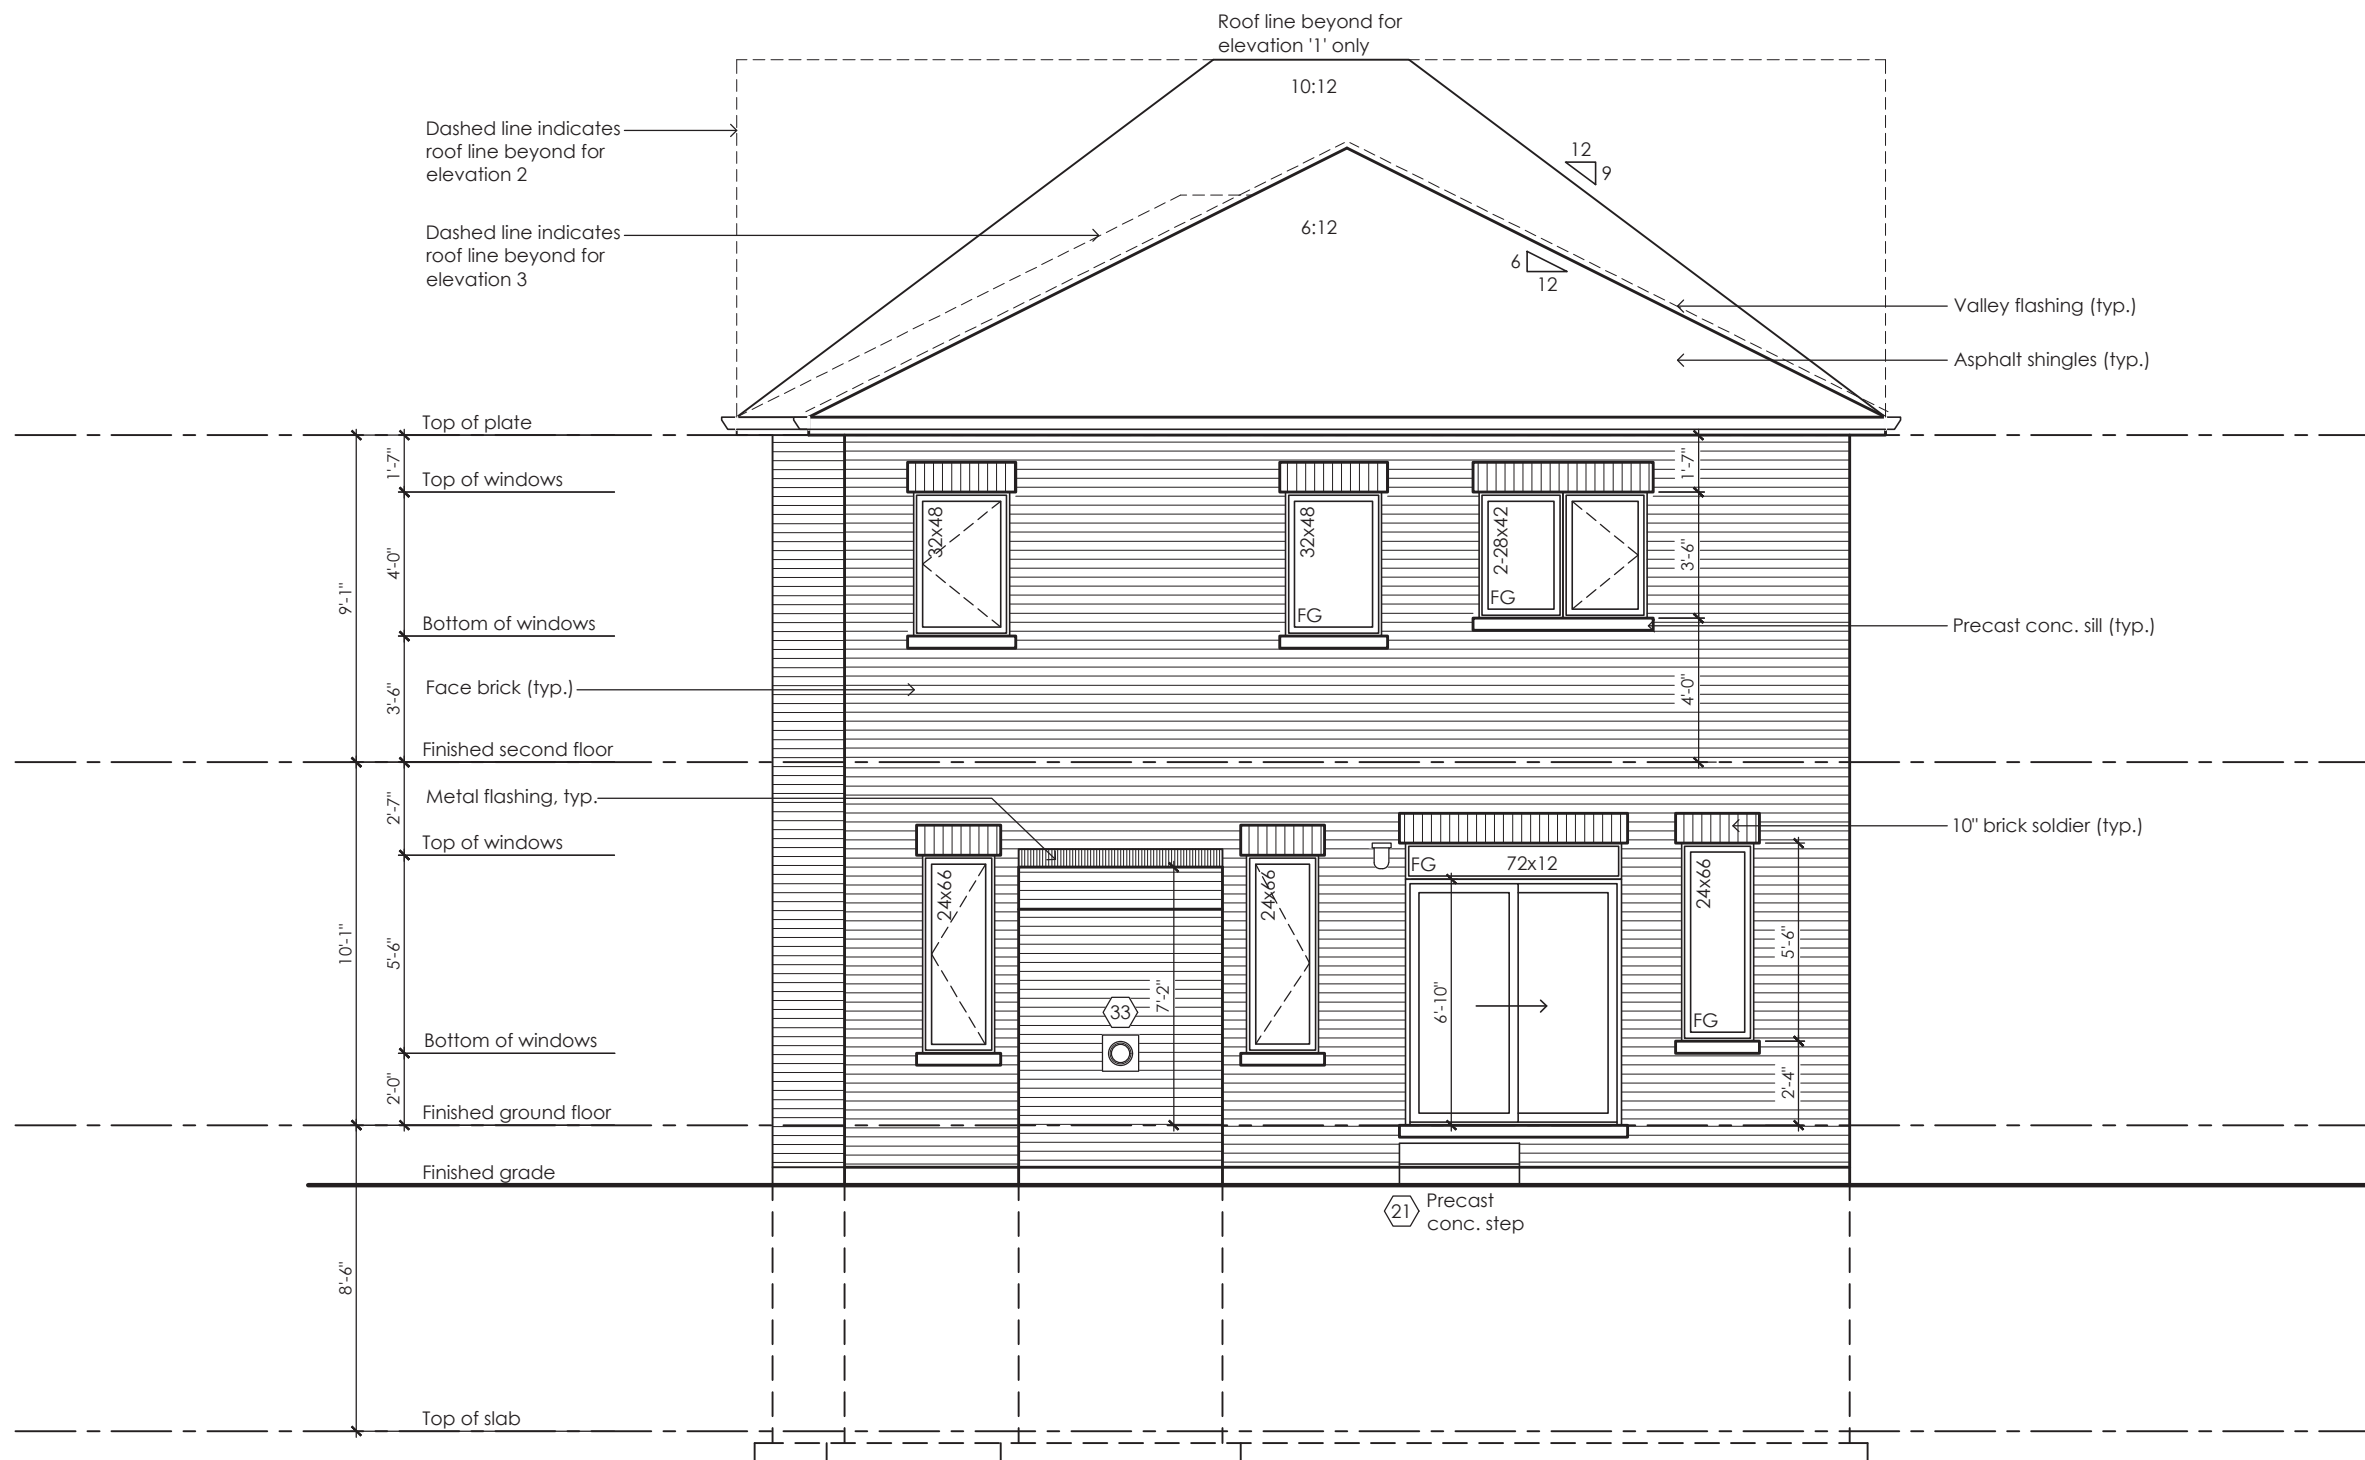 Roof line beyond for
elevation '1' only
10:12
Dashed line indicates
roof line beyond for
elevation 2
12
9
Dashed line indicates
roof line beyond for
elevation 3
6:12
6
12
Valley flashing (typ.)
Asphalt shingles (typ.)
Top of plate
1'-7"
1'-7"
Top of windows
32x48
32x48
2-28x42
4'-0"
3'-6"
9'-1"
FG
FG
Bottom of windows
Precast conc. sill (typ.)
Face brick (typ.)
3'-6"
4'-0"
Finished second floor
Metal flashing, typ.
2'-7"
10" brick soldier (typ.)
Top of windows
FG
72x12
24x66
24x66
24x66
10'-1"
5'-6"
5'-6"
7'-2"
6'-10"
33
FG
Bottom of windows
2'-0"
2'-4"
Finished ground floor
Finished grade
21
Precast
conc. step
8'-6"
Top of slab